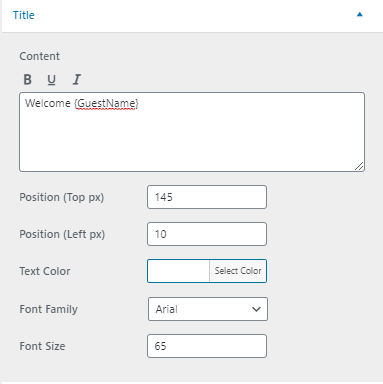 Title
Content
B U I
Welcome {GuestName}
Position (Top px) 145
Position (Left px) 10
Text Color Select Color
Font Family Arial
Font Size 65